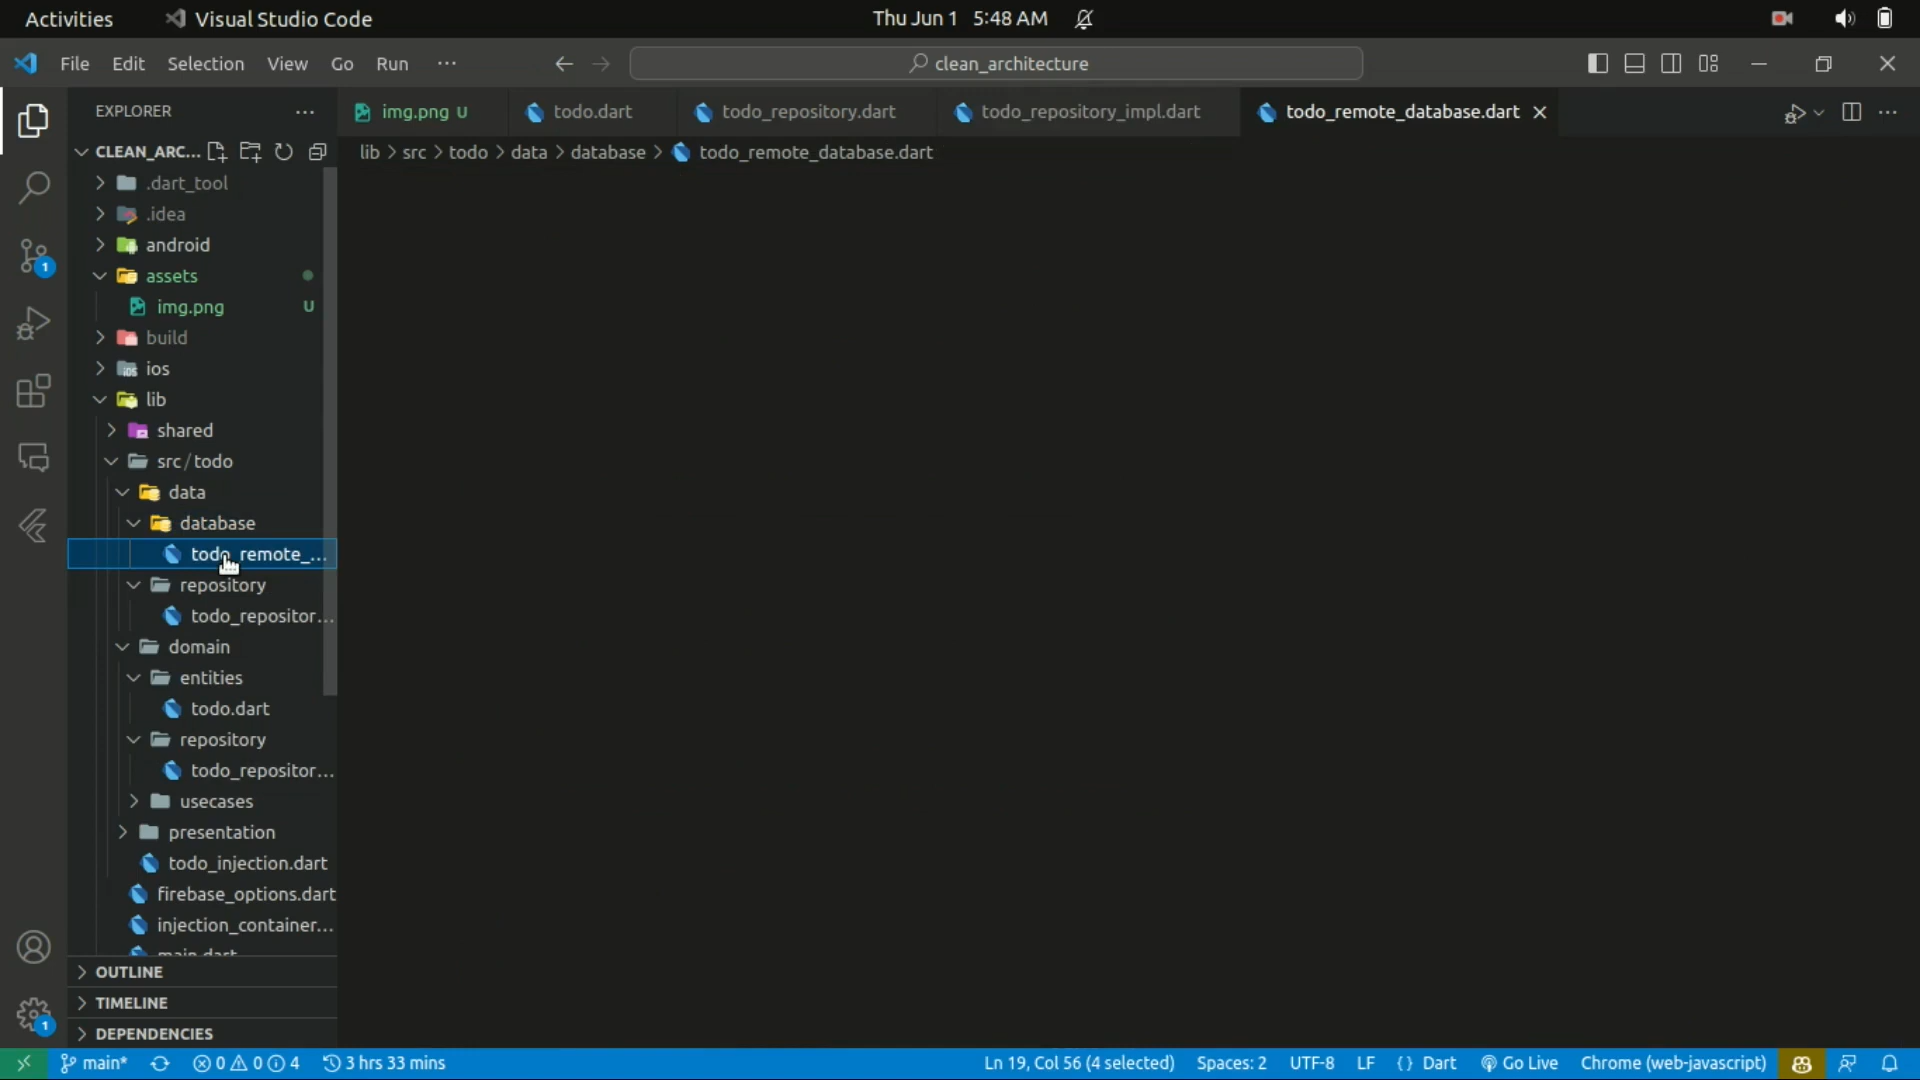 Activities
Visual Studio Code
Thu Jun 1 5:48 AM
File Edit Selection View Go Run ···
clean_architecture
EXPLORER
img.png U
todo.dart
todo_repository.dart
todo_repository_impl.dart
todo_remote_database.dart
CLEAN_ARC...
lib > src > todo > data > database > todo_remote_database.dart
.dart_tool
.idea
android
assets
img.png U
build
ios
lib
shared
src/todo
data
database
todo_remote_...
repository
todo_repositor...
domain
entities
todo.dart
repository
todo_repositor...
usecases
presentation
todo_injection.dart
firebase_options.dart
injection_container...
main.dart
OUTLINE
TIMELINE
DEPENDENCIES
1
1
main* 0 0 4 3 hrs 33 mins Ln 19, Col 56 (4 selected) Spaces: 2 UTF-8 LF { } Dart Go Live Chrome (web-javascript)